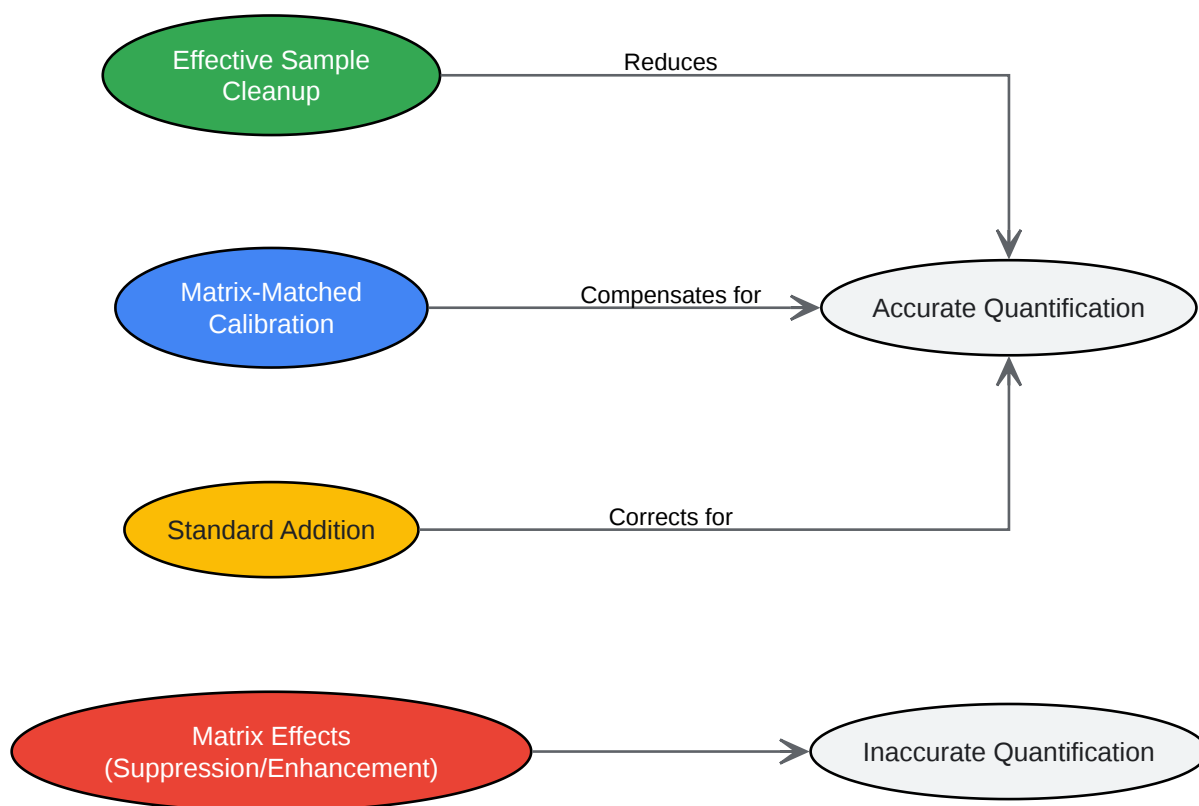 Effective Sample
Cleanup
Reduces
Matrix-Matched
Calibration
Compensates for
Accurate Quantification
Standard Addition
Corrects for
Matrix Effects
(Suppression/Enhancement)
Inaccurate Quantification